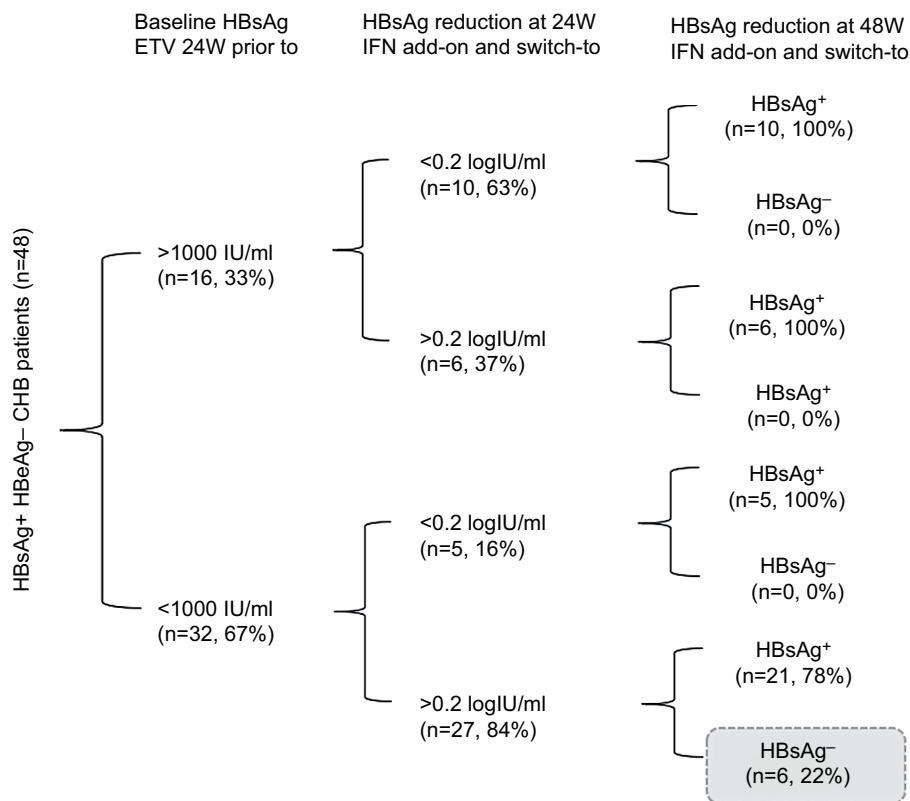 Baseline HBsAg
ETV 24W prior to
HBsAg reduction at 24W
IFN add-on and switch-to
HBsAg reduction at 48W
IFN add-on and switch-to
HBsAg+ HBeAg– CHB patients (n=48)
>1000 IU/ml
(n=16, 33%)
<0.2 logIU/ml
(n=10, 63%)
HBsAg⁺
(n=10, 100%)
HBsAg–
(n=0, 0%)
>0.2 logIU/ml
(n=6, 37%)
HBsAg⁺
(n=6, 100%)
HBsAg⁺
(n=0, 0%)
<1000 IU/ml
(n=32, 67%)
<0.2 logIU/ml
(n=5, 16%)
HBsAg⁺
(n=5, 100%)
HBsAg–
(n=0, 0%)
>0.2 logIU/ml
(n=27, 84%)
HBsAg⁺
(n=21, 78%)
HBsAg–
(n=6, 22%)